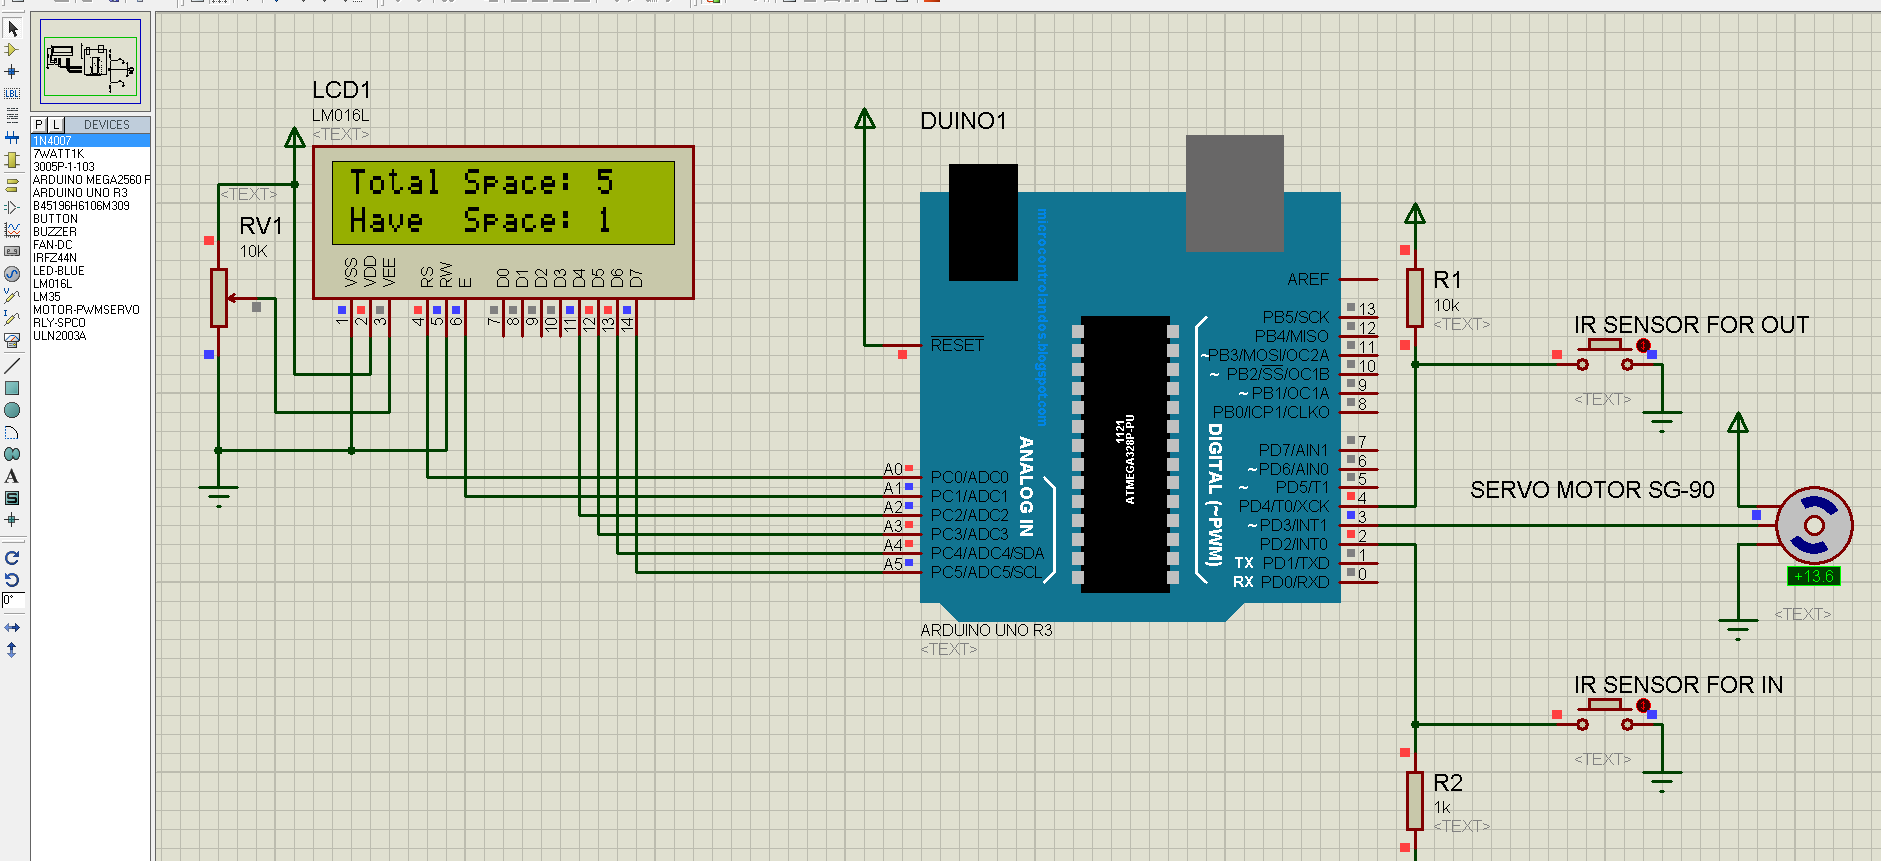 P L DEVICES
1N4007
7WATT1K
3005P-1-103
ARDUINO MEGA2560 R
ARDUINO UNO R3
B45196H6106M309
BUTTON
BUZZER
FAN-DC
IRFZ44N
LED-BLUE
LM016L
LM35
MOTOR-PWMSERVO
RLY-SPCO
ULN2003A
LBL
A
S
0°
LCD1
LM016L
<TEXT>
Total Space: 5
Have Space: 1
VSS
VDD
VEE
RS
RW
E
D0
D1
D2
D3
D4
D5
D6
D7
1
2
3
4
5
6
7
8
9
10
11
12
13
14
<TEXT>
RV1
10K
DUINO1
microcontrolandos.blogspot.com
RESET
1121
ATMEGA328P-PU
ANALOG IN
DIGITAL (~PWM)
A0 PC0/ADC0
A1 PC1/ADC1
A2 PC2/ADC2
A3 PC3/ADC3
A4 PC4/ADC4/SDA
A5 PC5/ADC5/SCL
AREF
PB5/SCK 13
PB4/MISO 12
~PB3/MOSI/OC2A 11
~ PB2/SS/OC1B 10
~ PB1/OC1A 9
PB0/ICP1/CLKO 8
PD7/AIN1 7
~PD6/AIN0 6
~ PD5/T1 5
PD4/T0/XCK 4
~PD3/INT1 3
PD2/INT0 2
TX PD1/TXD 1
RX PD0/RXD 0
ARDUINO UNO R3
<TEXT>
R1
10k
<TEXT>
IR SENSOR FOR OUT
<TEXT>
SERVO MOTOR SG-90
+13.6
<TEXT>
IR SENSOR FOR IN
<TEXT>
R2
1k
<TEXT>